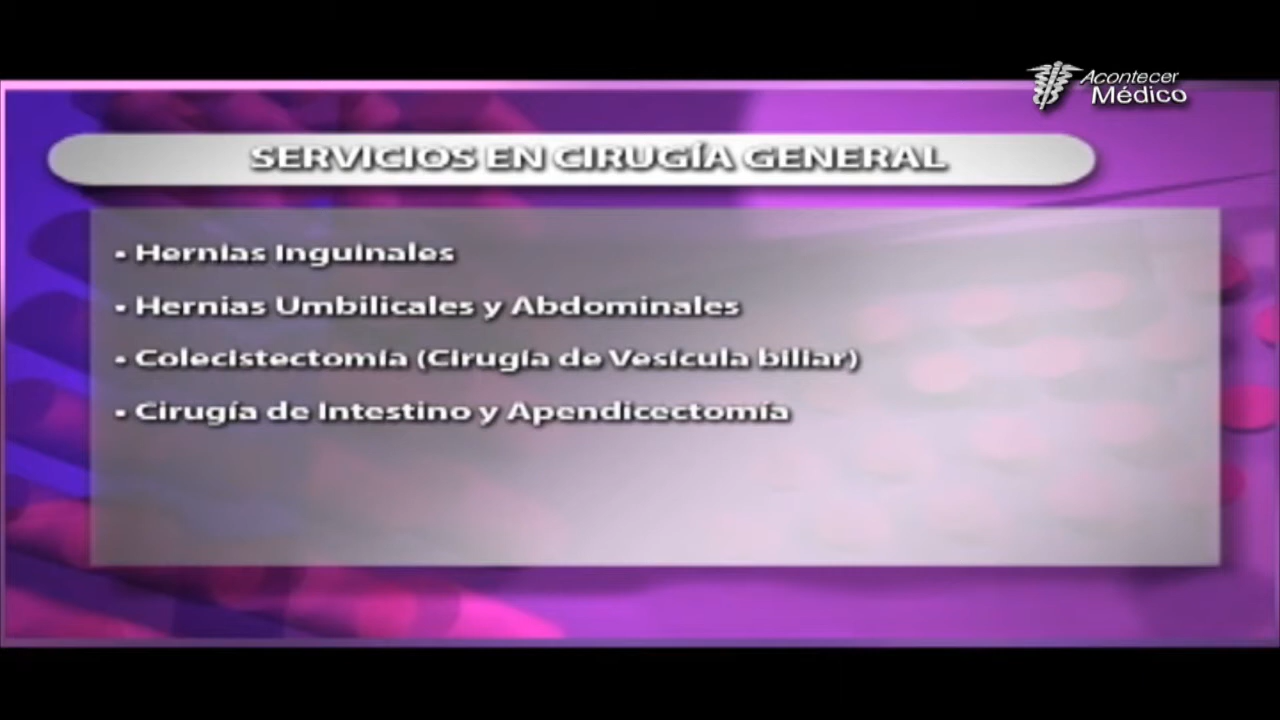 Acontecer
Médico
SERVICIOS EN CIRUGÍA GENERAL
- Hernias Inguinales
- Hernias Umbilicales y Abdominales
- Colecistectomía (Cirugía de Vesícula biliar)
- Cirugía de Intestino y Apendicectomía